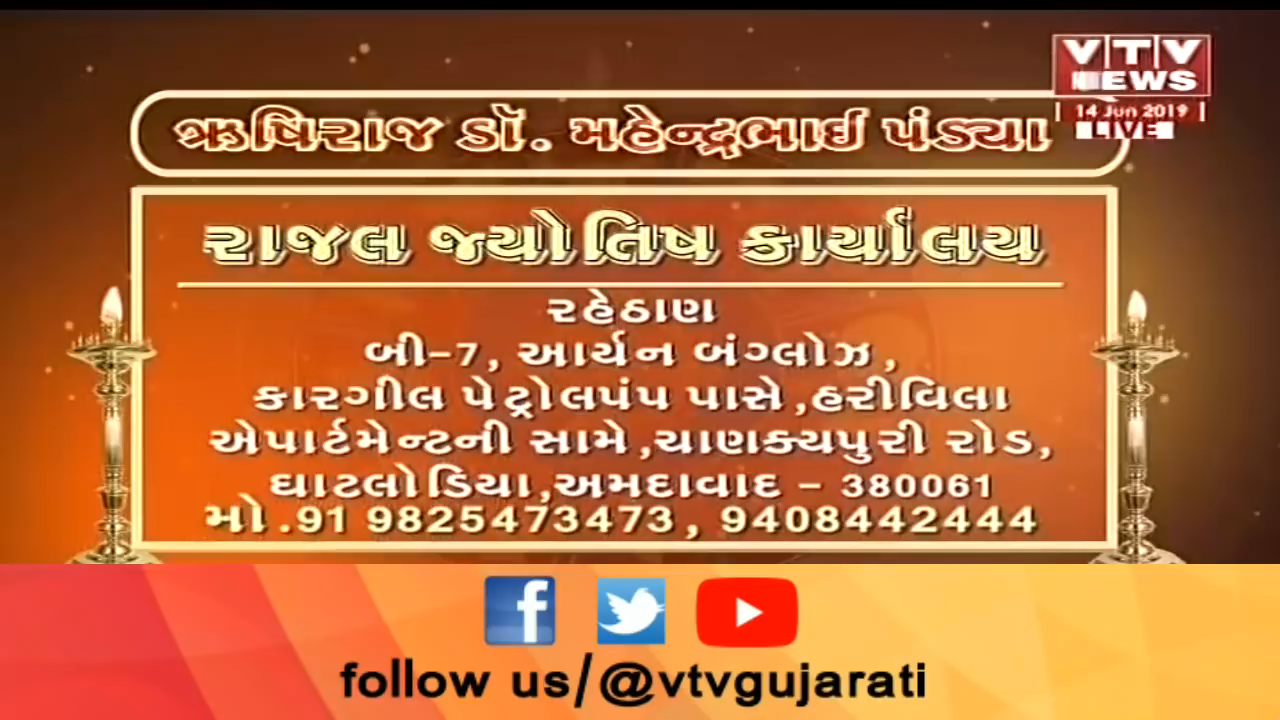 VTV
NEWS
14 Jun 2019
LIVE
ઋષિરાજ ડૉ. મહેન્દ્રભાઈ પંડ્યા
રાજલ જ્યોતિષ કાર્યાલય
રહેઠાણ
બી-7, આર્યન બંગ્લોઝ,
કારગીલ પેટ્રોલપંપ પાસે,હરીવિલા
એપાર્ટમેન્ટની સામે,ચાણક્યપુરી રોડ,
ઘાટલોડિયા,અમદાવાદ - 380061
મો.91 9825473473, 9408442444
follow us/@vtvgujarati